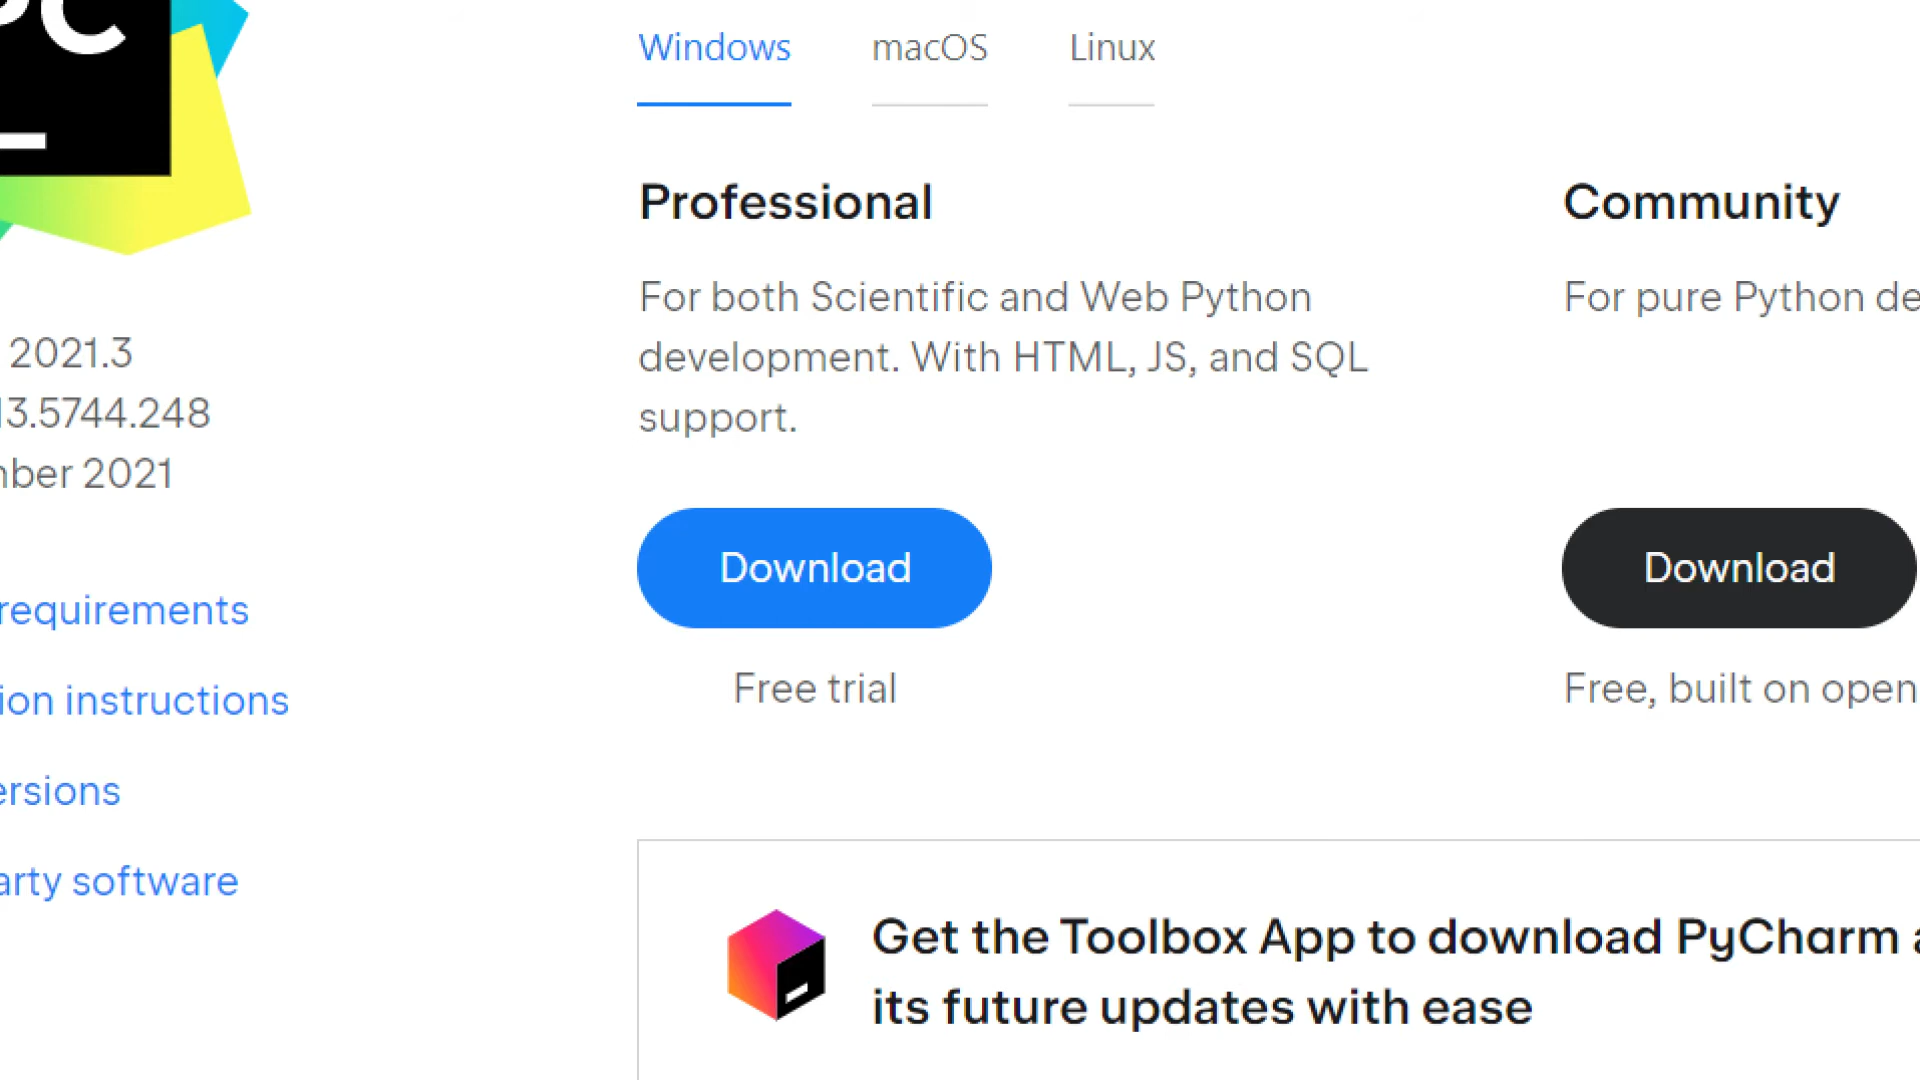 PC
Windows macOS Linux
Professional
For both Scientific and Web Python
development. With HTML, JS, and SQL
support.
Download
Free trial
Community
For pure Python de
Download
Free, built on open
2021.3
13.5744.248
mber 2021
requirements
ion instructions
ersions
arty software
Get the Toolbox App to download PyCharm a
its future updates with ease